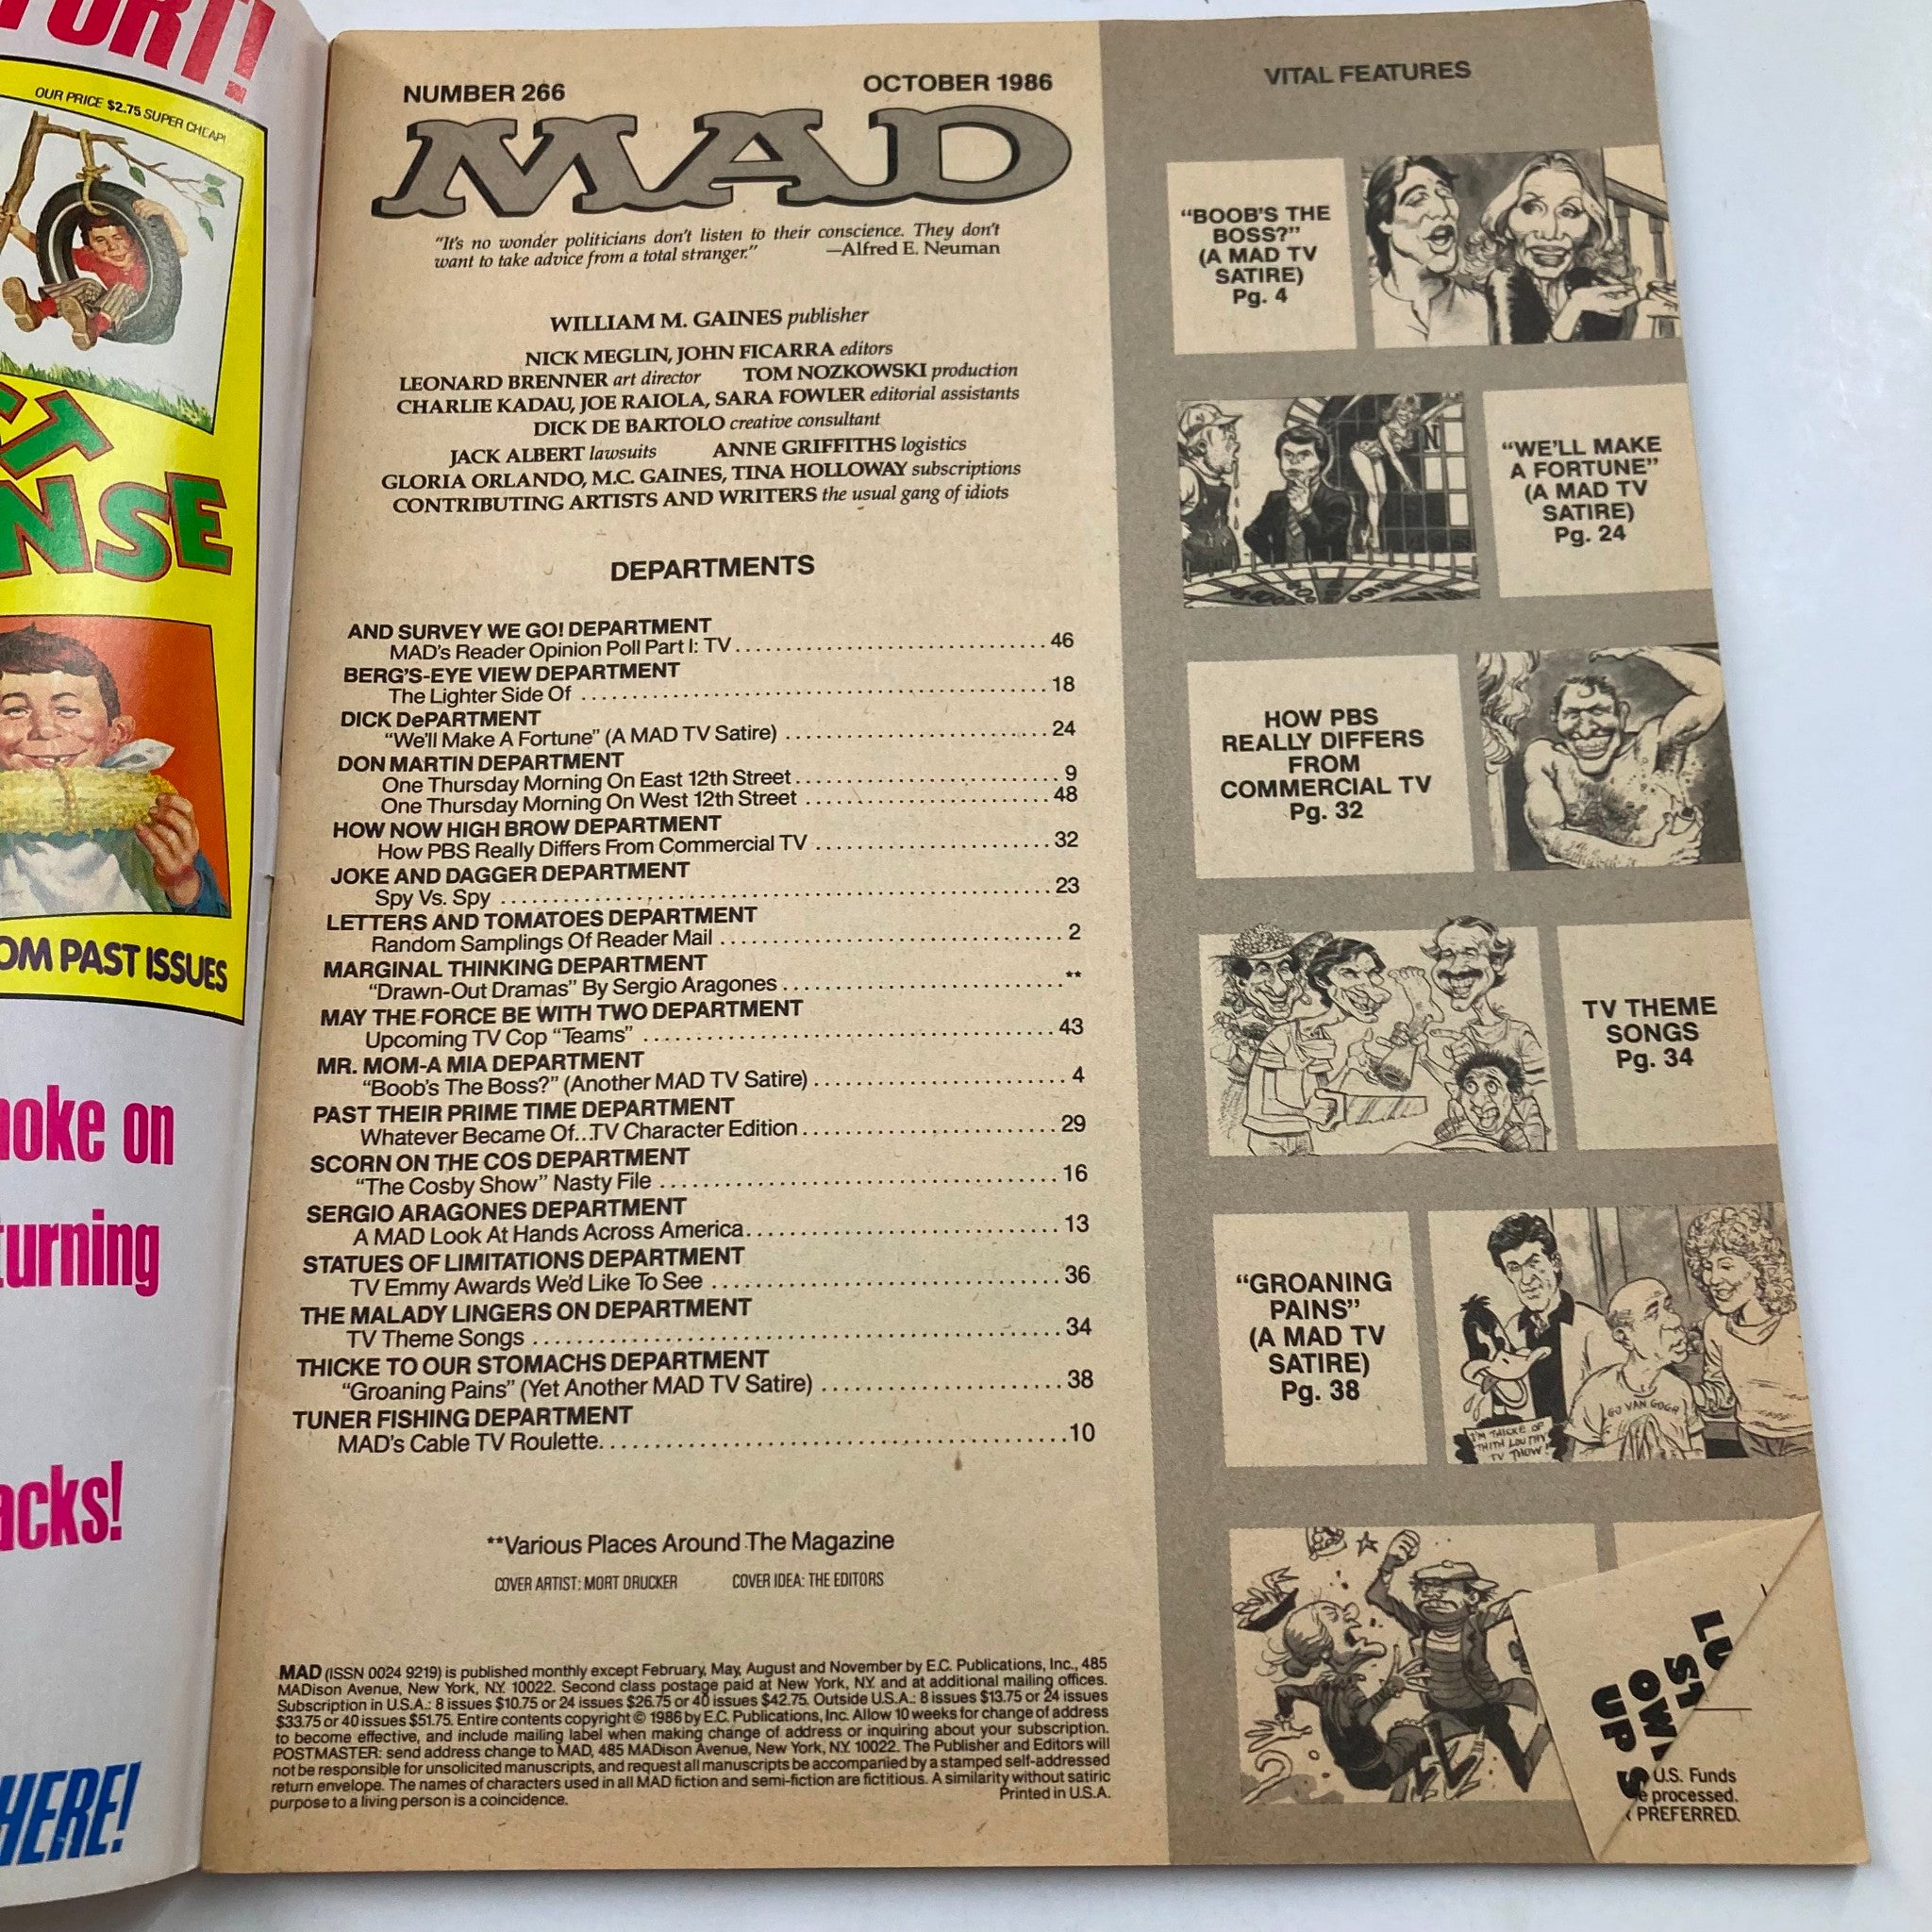 OUR PRICE $2.75 SUPER CHEAP!
NSE
OM PAST ISSUES
on
turning
acks!
HERE!
NUMBER 266
OCTOBER 1986
MAD
“It's no wonder politicians don't listen to their conscience. They don't
want to take advice from a total stranger.” —Alfred E. Neuman
WILLIAM M. GAINES publisher
NICK MEGLIN, JOHN FICARRA editors
LEONARD BRENNER art director TOM NOZKOWSKI production
CHARLIE KADAU, JOE RAIOLA, SARA FOWLER editorial assistants
DICK DE BARTOLO creative consultant
JACK ALBERT lawsuits ANNE GRIFFITHS logistics
GLORIA ORLANDO, M.C. GAINES, TINA HOLLOWAY subscriptions
CONTRIBUTING ARTISTS AND WRITERS the usual gang of idiots
DEPARTMENTS
AND SURVEY WE GO! DEPARTMENT
MAD's Reader Opinion Poll Part I: TV 46
BERG'S-EYE VIEW DEPARTMENT
The Lighter Side Of 18
DICK DePARTMENT
“We'll Make A Fortune” (A MAD TV Satire) 24
DON MARTIN DEPARTMENT
One Thursday Morning On East 12th Street 9
One Thursday Morning On West 12th Street 48
HOW NOW HIGH BROW DEPARTMENT
How PBS Really Differs From Commercial TV 32
JOKE AND DAGGER DEPARTMENT
Spy Vs. Spy 23
LETTERS AND TOMATOES DEPARTMENT
Random Samplings Of Reader Mail 2
MARGINAL THINKING DEPARTMENT
“Drawn-Out Dramas” By Sergio Aragones **
MAY THE FORCE BE WITH TWO DEPARTMENT
Upcoming TV Cop “Teams” 43
MR. MOM-A MIA DEPARTMENT
“Boob's The Boss?” (Another MAD TV Satire) 4
PAST THEIR PRIME TIME DEPARTMENT
Whatever Became Of...TV Character Edition 29
SCORN ON THE COS DEPARTMENT
“The Cosby Show” Nasty File 16
SERGIO ARAGONES DEPARTMENT
A MAD Look At Hands Across America 13
STATUES OF LIMITATIONS DEPARTMENT
TV Emmy Awards We'd Like To See 36
THE MALADY LINGERS ON DEPARTMENT
TV Theme Songs 34
THICKE TO OUR STOMACHS DEPARTMENT
“Groaning Pains” (Yet Another MAD TV Satire) 38
TUNER FISHING DEPARTMENT
MAD's Cable TV Roulette 10
**Various Places Around The Magazine
COVER ARTIST: MORT DRUCKER COVER IDEA: THE EDITORS
MAD (ISSN 0024 9219) is published monthly except February, May, August and November by E.C. Publications, Inc., 485
MADison Avenue, New York, N.Y. 10022. Second class postage paid at New York, N.Y. and at additional mailing offices.
Subscription in U.S.A.: 8 issues $10.75 or 24 issues $26.75 or 40 issues $42.75. Outside U.S.A.: 8 issues $13.75 or 24 issues
$33.75 or 40 issues $51.75. Entire contents copyright © 1986 by E.C. Publications, Inc. Allow 10 weeks for change of address
to become effective, and include mailing label when making change of address or inquiring about your subscription.
POSTMASTER: send address change to MAD, 485 MADison Avenue, New York, N.Y. 10022. The Publisher and Editors will
not be responsible for unsolicited manuscripts, and request all manuscripts be accompanied by a stamped self-addressed
return envelope. The names of characters used in all MAD fiction and semi-fiction are fictitious. A similarity without satiric
purpose to a living person is a coincidence. Printed in U.S.A.
VITAL FEATURES
“BOOB'S THE
BOSS?”
(A MAD TV
SATIRE)
Pg. 4
“WE'LL MAKE
A FORTUNE”
(A MAD TV
SATIRE)
Pg. 24
HOW PBS
REALLY DIFFERS
FROM
COMMERCIAL TV
Pg. 32
TV THEME
SONGS
Pg. 34
“GROANING
PAINS”
(A MAD TV
SATIRE)
Pg. 38
GO VAN GOGH
I'M THICKE OF
THITH LOUTHY
TV THOW!
UP
U.S. Funds
processed.
PREFERRED.